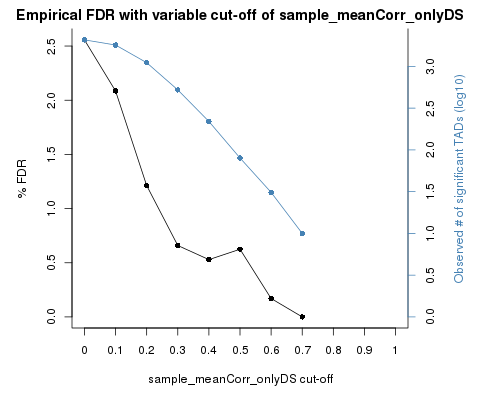 Empirical FDR with variable cut-off of sample_meanCorr_onlyDS
% FDR
2.5
2.0
1.5
1.0
0.5
0.0
3.0
2.5
2.0
1.5
1.0
0.5
0.0
Observed # of significant TADs (log10)
0 0.1 0.2 0.3 0.4 0.5 0.6 0.7 0.8 0.9 1
sample_meanCorr_onlyDS cut-off